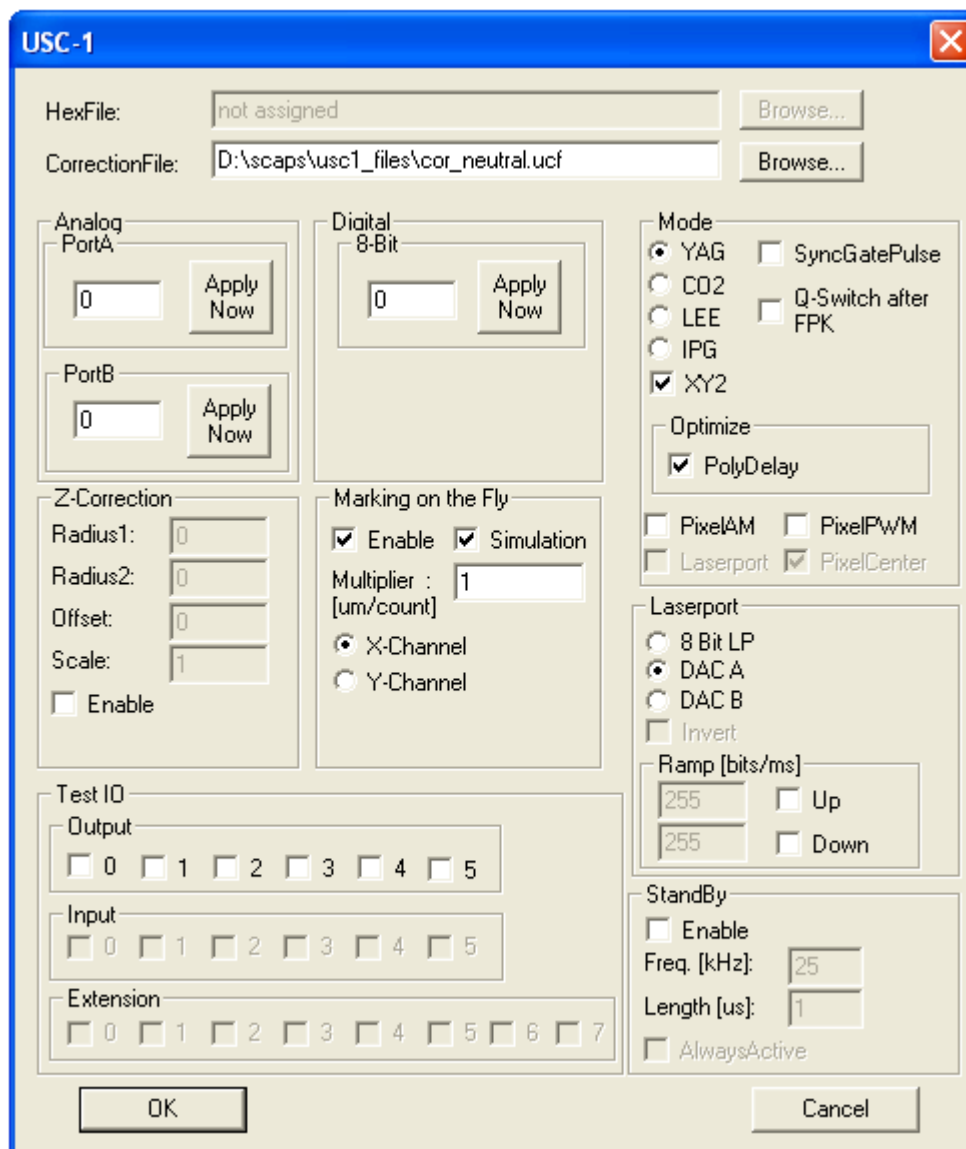 USC-1
HexFile: not assigned Browse...
CorrectionFile: D:\scaps\usc1_files\cor_neutral.ucf Browse...
Analog
PortA
0 Apply Now
PortB
0 Apply Now
Digital
8-Bit
0 Apply Now
Mode
YAG SyncGatePulse
CO2 Q-Switch after
FPK
LEE
IPG
XY2
Optimize
PolyDelay
PixelAM PixelPWM
Laserport PixelCenter
Z-Correction
Radius1: 0
Radius2: 0
Offset: 0
Scale: 1
Enable
Marking on the Fly
Enable Simulation
Multiplier : 1
[um/count]
X-Channel
Y-Channel
Laserport
8 Bit LP
DAC A
DAC B
Invert
Ramp [bits/ms]
255 Up
255 Down
Test IO
Output
0 1 2 3 4 5
Input
0 1 2 3 4 5
Extension
0 1 2 3 4 5 6 7
StandBy
Enable
Freq. [kHz]: 25
Length [us]: 1
AlwaysActive
OK Cancel